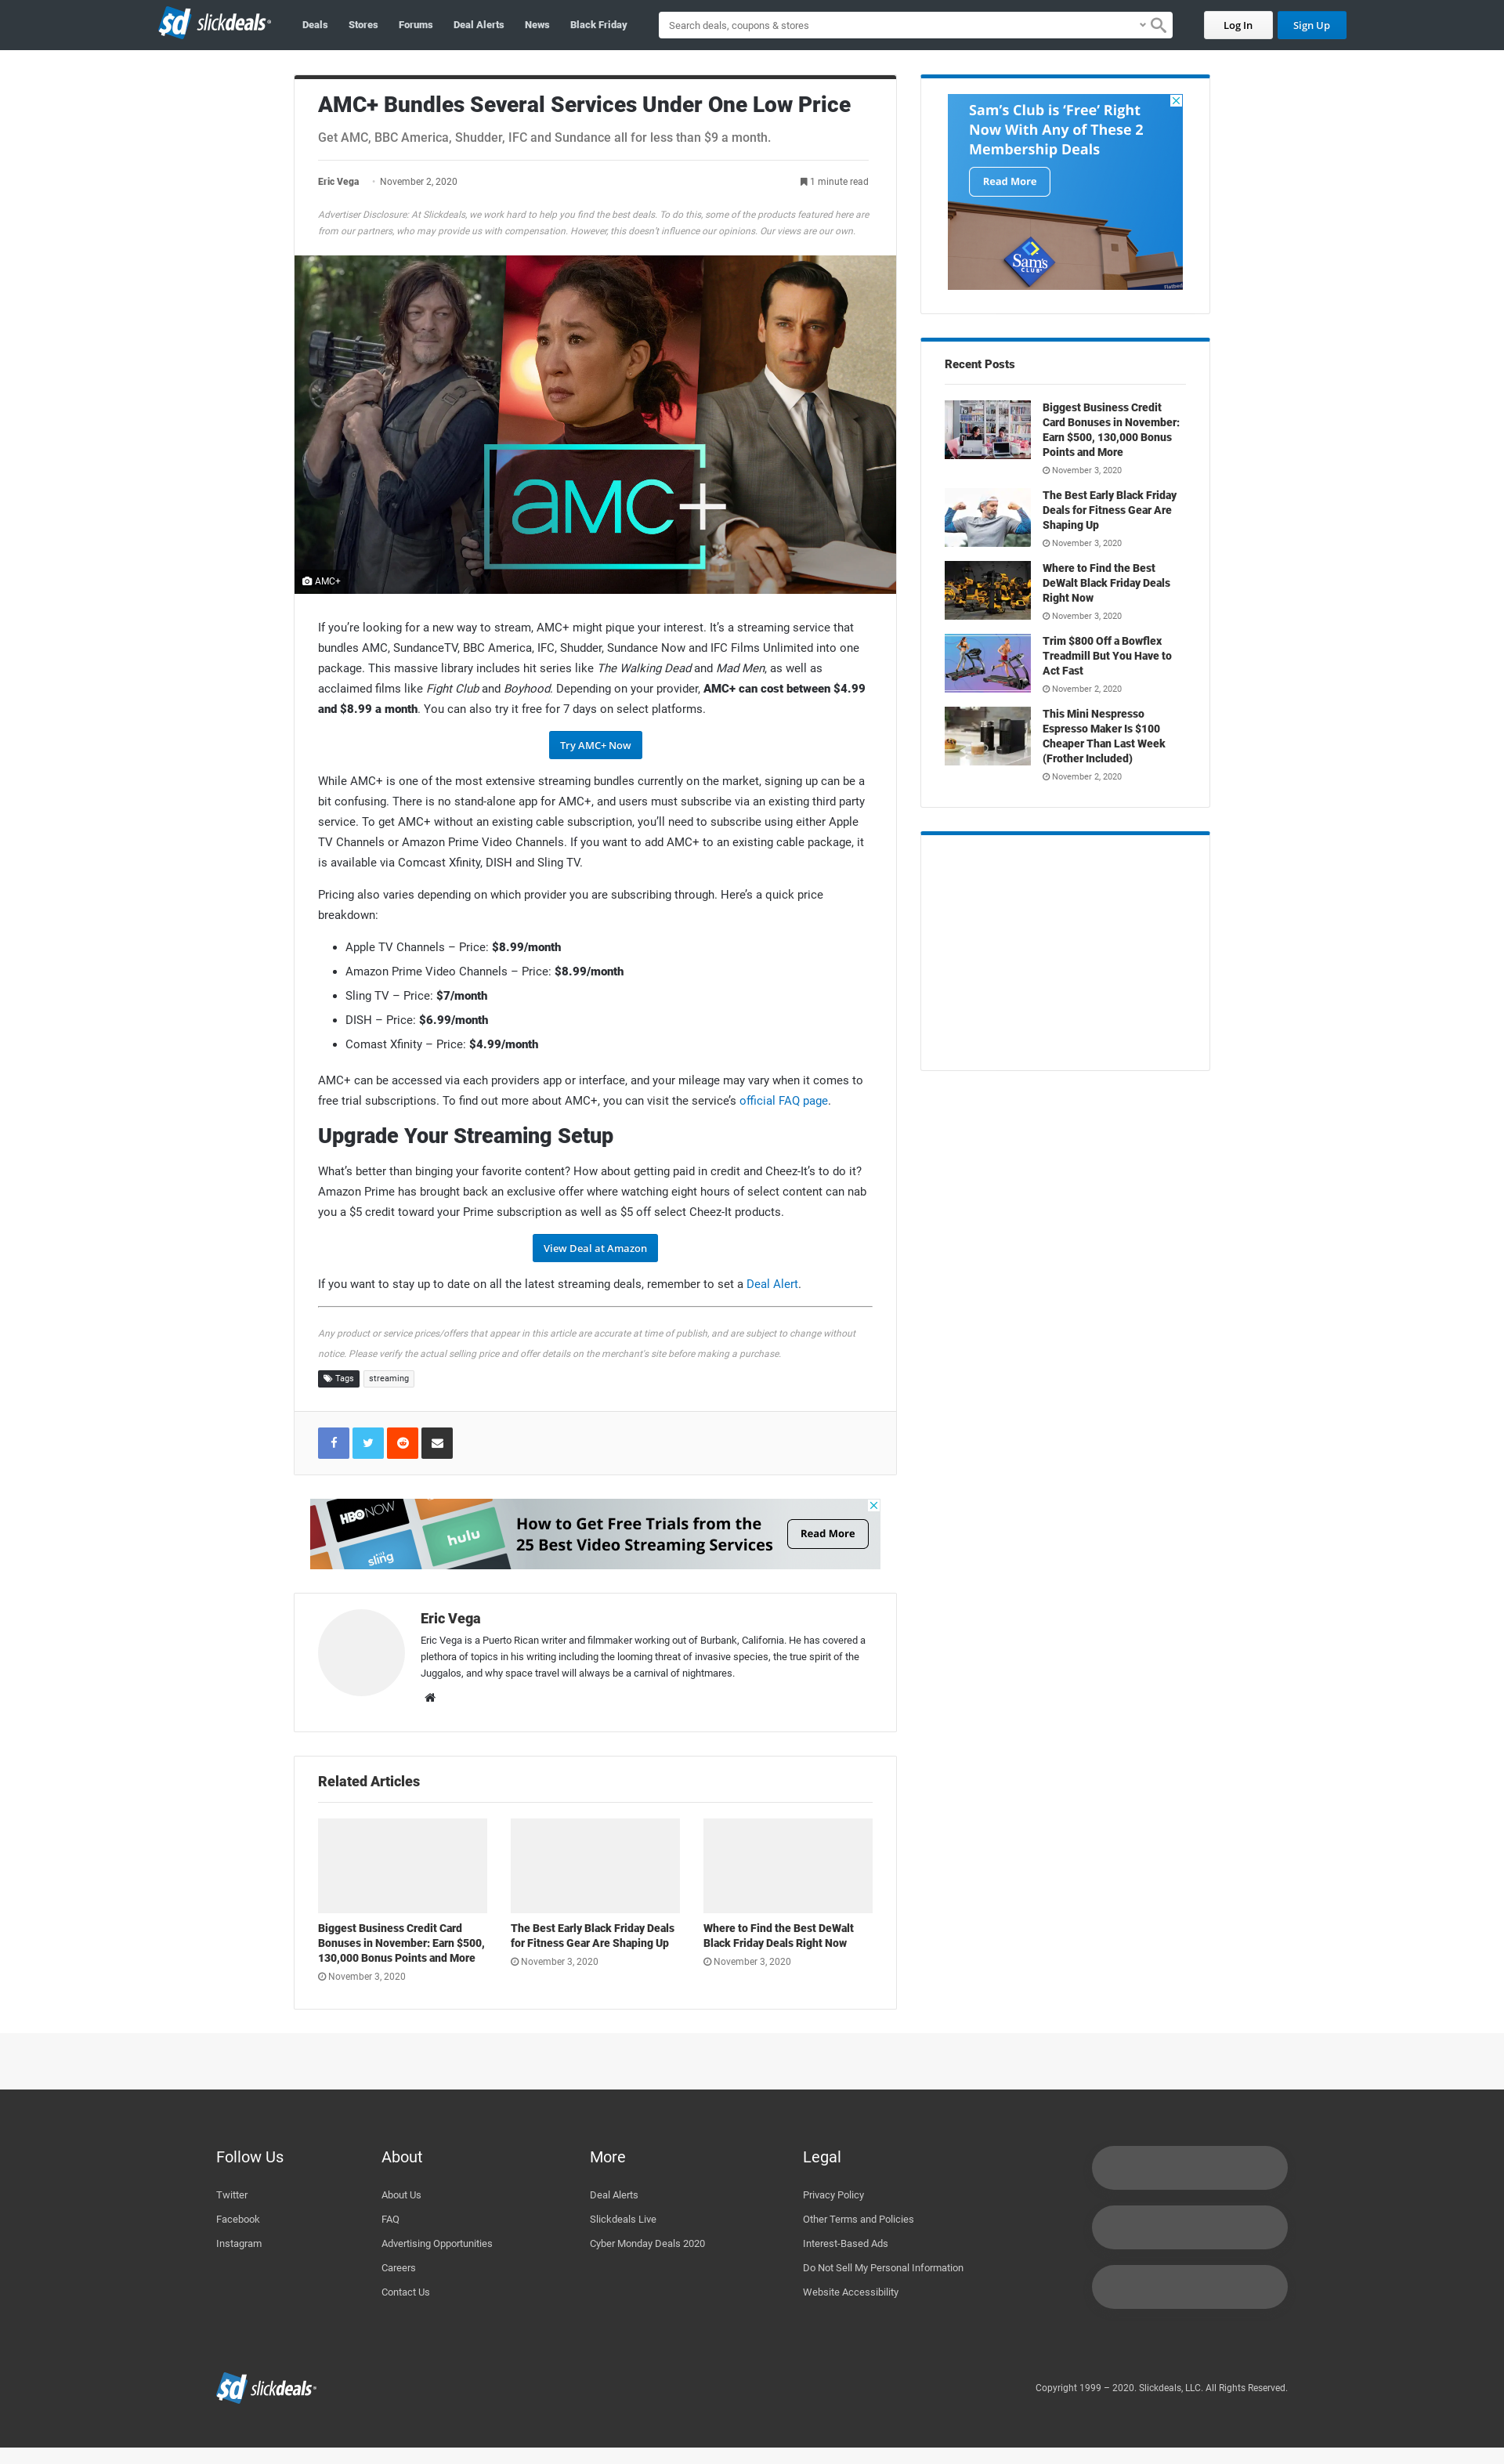 sd slickdeals
Deals
Stores
Forums
Deal Alerts
News
Black Friday
Search deals, coupons & stores
Log In
Sign Up
AMC+ Bundles Several Services Under One Low Price
Get AMC, BBC America, Shudder, IFC and Sundance all for less than $9 a month.
Eric Vega
November 2, 2020
1 minute read
Advertiser Disclosure: At Slickdeals, we work hard to help you find the best deals. To do this, some of the products featured here are
from our partners, who may provide us with compensation. However, this doesn't influence our opinions. Our views are our own.
aMC+
AMC+
If you’re looking for a new way to stream, AMC+ might pique your interest. It’s a streaming service that
bundles AMC, SundanceTV, BBC America, IFC, Shudder, Sundance Now and IFC Films Unlimited into one
package. This massive library includes hit series like The Walking Dead and Mad Men, as well as
acclaimed films like Fight Club and Boyhood. Depending on your provider, AMC+ can cost between $4.99
and $8.99 a month. You can also try it free for 7 days on select platforms.
Try AMC+ Now
While AMC+ is one of the most extensive streaming bundles currently on the market, signing up can be a
bit confusing. There is no stand-alone app for AMC+, and users must subscribe via an existing third party
service. To get AMC+ without an existing cable subscription, you’ll need to subscribe using either Apple
TV Channels or Amazon Prime Video Channels. If you want to add AMC+ to an existing cable package, it
is available via Comcast Xfinity, DISH and Sling TV.
Pricing also varies depending on which provider you are subscribing through. Here’s a quick price
breakdown:
Apple TV Channels – Price: $8.99/month
Amazon Prime Video Channels – Price: $8.99/month
Sling TV – Price: $7/month
DISH – Price: $6.99/month
Comast Xfinity – Price: $4.99/month
AMC+ can be accessed via each providers app or interface, and your mileage may vary when it comes to
free trial subscriptions. To find out more about AMC+, you can visit the service’s official FAQ page.
Upgrade Your Streaming Setup
What’s better than binging your favorite content? How about getting paid in credit and Cheez-It’s to do it?
Amazon Prime has brought back an exclusive offer where watching eight hours of select content can nab
you a $5 credit toward your Prime subscription as well as $5 off select Cheez-It products.
View Deal at Amazon
If you want to stay up to date on all the latest streaming deals, remember to set a Deal Alert.
Any product or service prices/offers that appear in this article are accurate at time of publish, and are subject to change without
notice. Please verify the actual selling price and offer details on the merchant's site before making a purchase.
Tags
streaming
HBO NOW
hulu
sling
How to Get Free Trials from the
25 Best Video Streaming Services
Read More
Eric Vega
Eric Vega is a Puerto Rican writer and filmmaker working out of Burbank, California. He has covered a
plethora of topics in his writing including the looming threat of invasive species, the true spirit of the
Juggalos, and why space travel will always be a carnival of nightmares.
Related Articles
Biggest Business Credit Card
Bonuses in November: Earn $500,
130,000 Bonus Points and More
November 3, 2020
The Best Early Black Friday Deals
for Fitness Gear Are Shaping Up
November 3, 2020
Where to Find the Best DeWalt
Black Friday Deals Right Now
November 3, 2020
Sam’s Club is ‘Free’ Right
Now With Any of These 2
Membership Deals
Read More
Sam's
CLUB
Recent Posts
Biggest Business Credit
Card Bonuses in November:
Earn $500, 130,000 Bonus
Points and More
November 3, 2020
The Best Early Black Friday
Deals for Fitness Gear Are
Shaping Up
November 3, 2020
Where to Find the Best
DeWalt Black Friday Deals
Right Now
November 3, 2020
Trim $800 Off a Bowflex
Treadmill But You Have to
Act Fast
November 2, 2020
This Mini Nespresso
Espresso Maker Is $100
Cheaper Than Last Week
(Frother Included)
November 2, 2020
Follow Us
Twitter
Facebook
Instagram
About
About Us
FAQ
Advertising Opportunities
Careers
Contact Us
More
Deal Alerts
Slickdeals Live
Cyber Monday Deals 2020
Legal
Privacy Policy
Other Terms and Policies
Interest-Based Ads
Do Not Sell My Personal Information
Website Accessibility
sd slickdeals
Copyright 1999 – 2020. Slickdeals, LLC. All Rights Reserved.